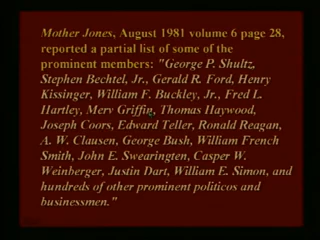 Mother Jones, August 1981 volume 6 page 28,
reported a partial list of some of the
prominent members: "George P. Shultz,
Stephen Bechtel, Jr., Gerald R. Ford, Henry
Kissinger, William F. Buckley, Jr., Fred L.
Hartley, Merv Griffin, Thomas Haywood,
Joseph Coors, Edward Teller, Ronald Reagan,
A. W. Clausen, George Bush, William French
Smith, John E. Swearingten, Casper W.
Weinberger, Justin Dart, William E. Simon, and
hundreds of other prominent politicos and
businessmen."